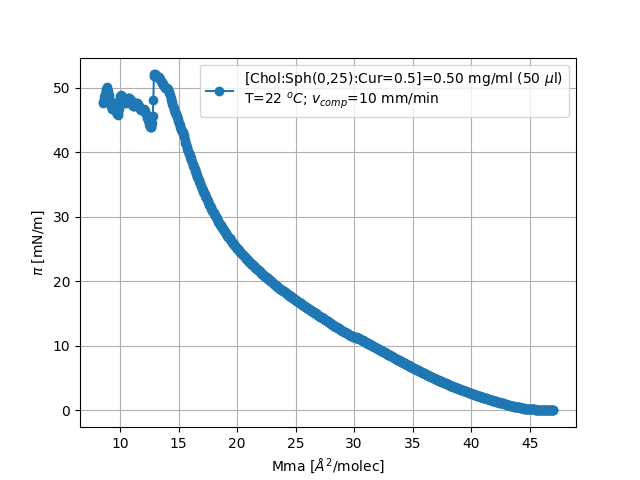 [Chol:Sph(0,25):Cur=0.5]=0.50 mg/ml (50 μl)
T=22 °C; v_comp=10 mm/min
50
40
30
20
10
0
π [mN/m]
10 15 20 25 30 35 40 45
Mma [Å²/molec]